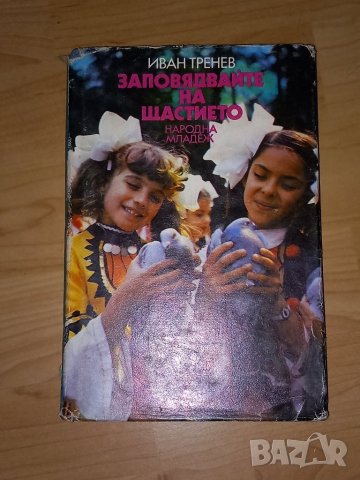 ИВАН ТРЕНЕВ
ЗАПОВЯДВАЙТЕ
НА
ЩАСТИЕТО
НАРОДНА
МЛАДЕЖ
BAZAR